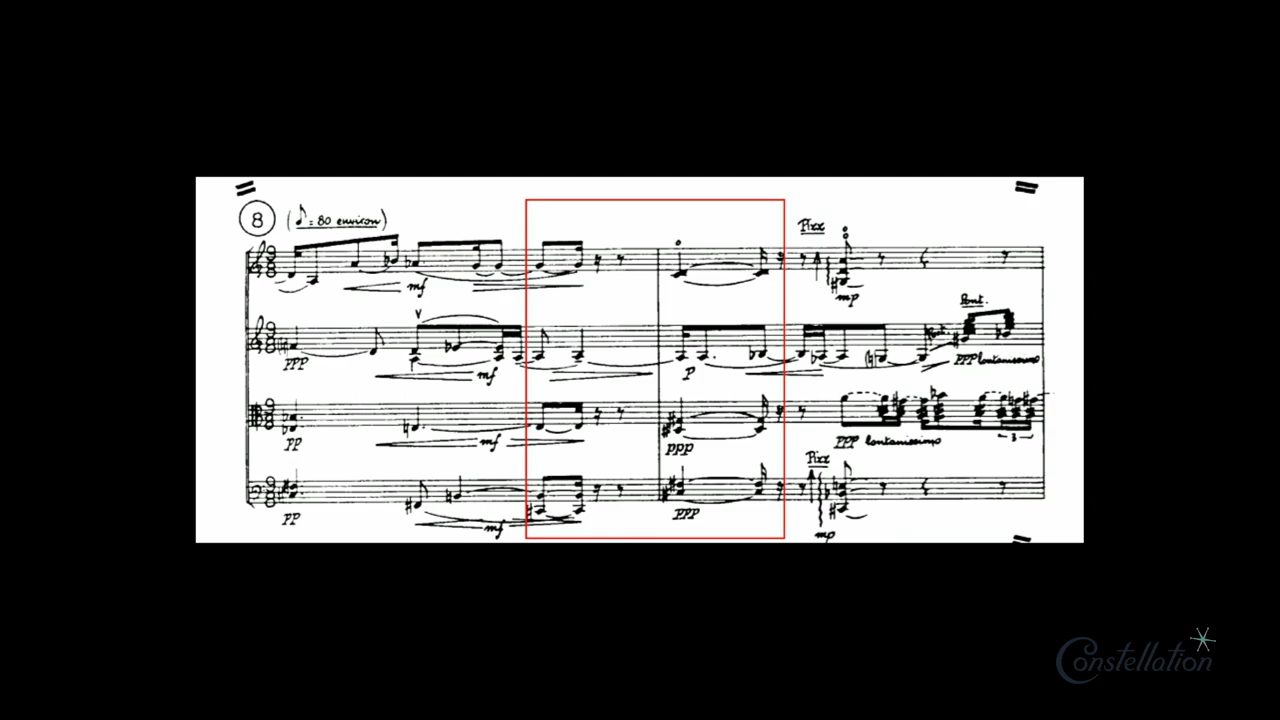 8 (♪= 80 environ)
Pizz
mf
mp
Pont.
ppp
mf
p
PPP lontanissimo
pp
mf
ppp
PPP lontanissimo
3
Pizz
pp
mf
PPP
mp
Constellation